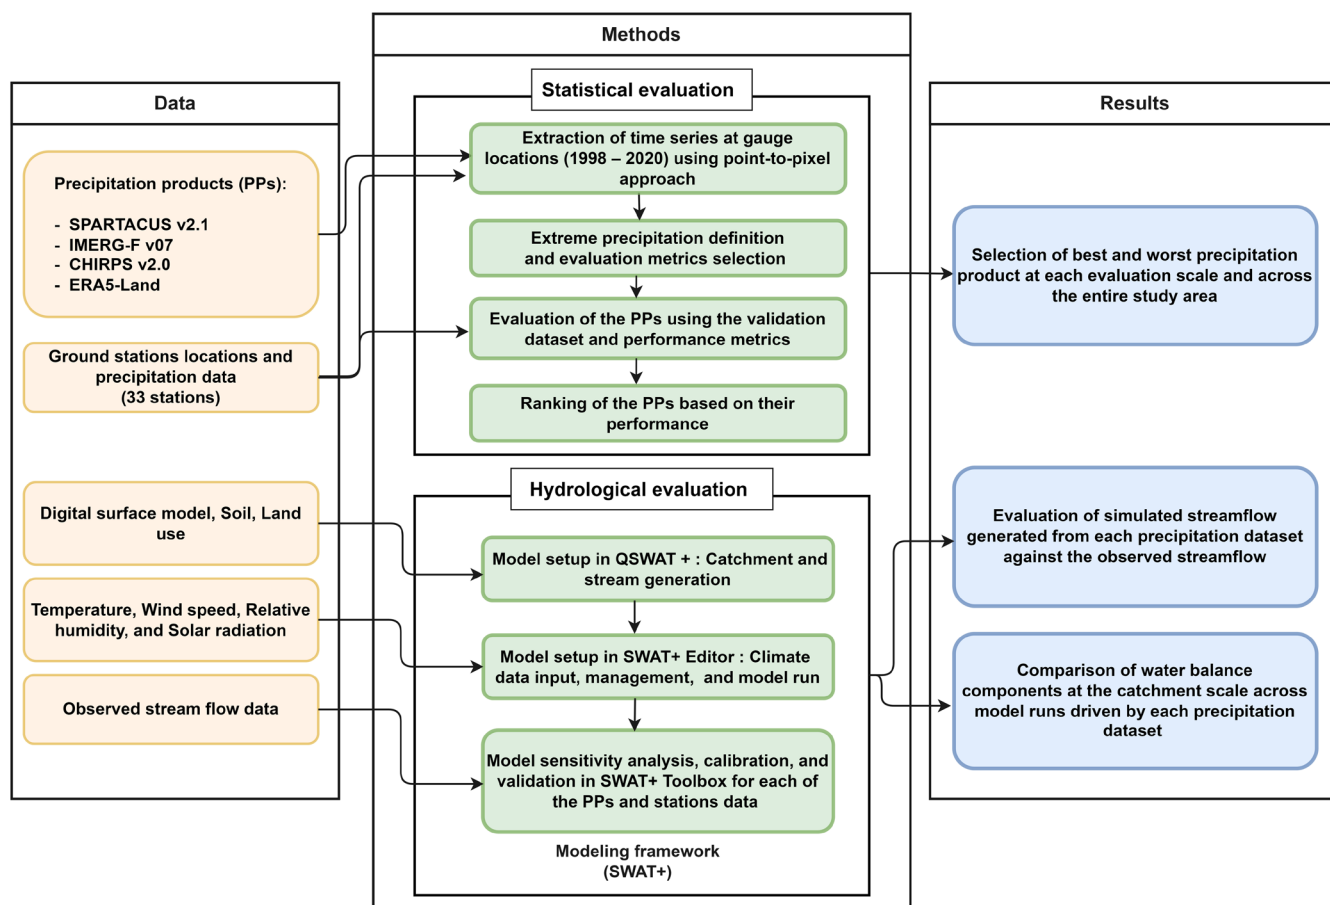 Methods
Data
Precipitation products (PPs):
- SPARTACUS v2.1
- IMERG-F v07
- CHIRPS v2.0
- ERA5-Land
Ground stations locations and
precipitation data
(33 stations)
Digital surface model, Soil, Land
use
Temperature, Wind speed, Relative
humidity, and Solar radiation
Observed stream flow data
Statistical evaluation
Extraction of time series at gauge
locations (1998 – 2020) using point-to-pixel
approach
Extreme precipitation definition
and evaluation metrics selection
Evaluation of the PPs using the validation
dataset and performance metrics
Ranking of the PPs based on their
performance
Hydrological evaluation
Model setup in QSWAT + : Catchment and
stream generation
Model setup in SWAT+ Editor : Climate
data input, management, and model run
Model sensitivity analysis, calibration, and
validation in SWAT+ Toolbox for each of
the PPs and stations data
Modeling framework
(SWAT+)
Results
Selection of best and worst precipitation
product at each evaluation scale and across
the entire study area
Evaluation of simulated streamflow
generated from each precipitation dataset
against the observed streamflow
Comparison of water balance
components at the catchment scale across
model runs driven by each precipitation
dataset